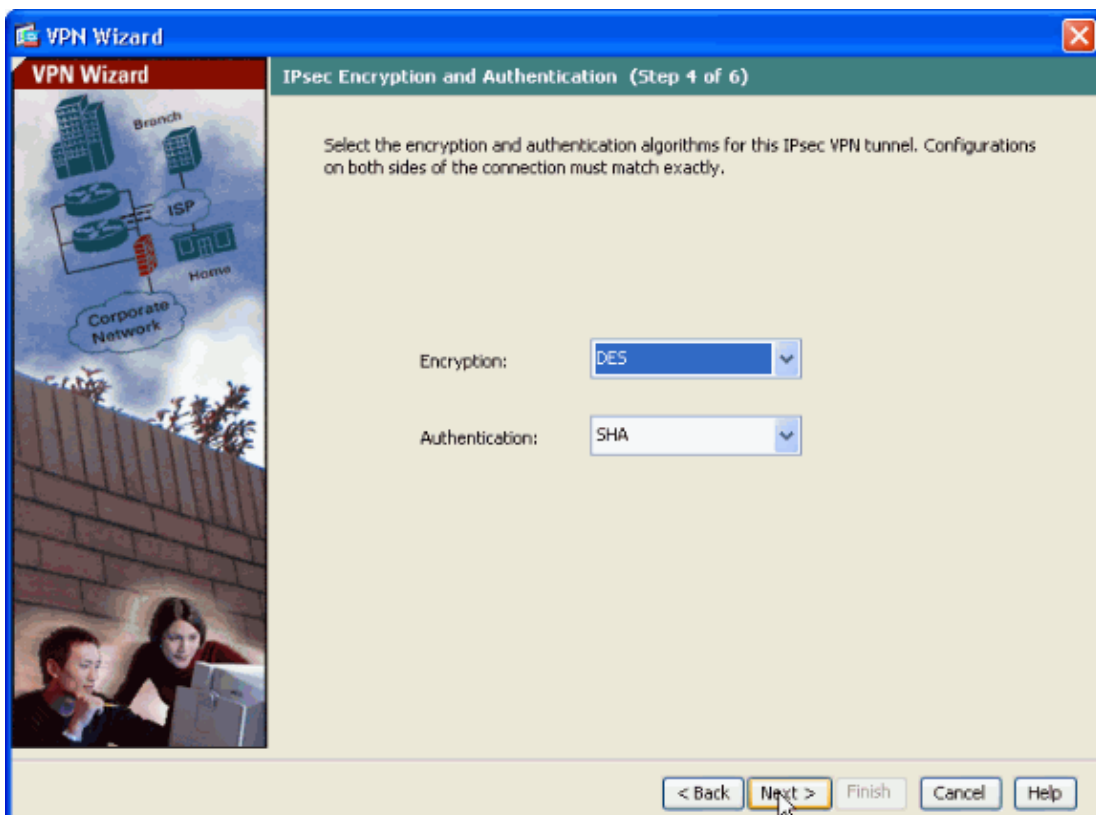 VPN Wizard
VPN Wizard
IPsec Encryption and Authentication (Step 4 of 6)
Branch
ISP
Home
Corporate
Network
Select the encryption and authentication algorithms for this IPsec VPN tunnel. Configurations
on both sides of the connection must match exactly.
Encryption:
DES
Authentication:
SHA
< Back
Next >
Finish
Cancel
Help